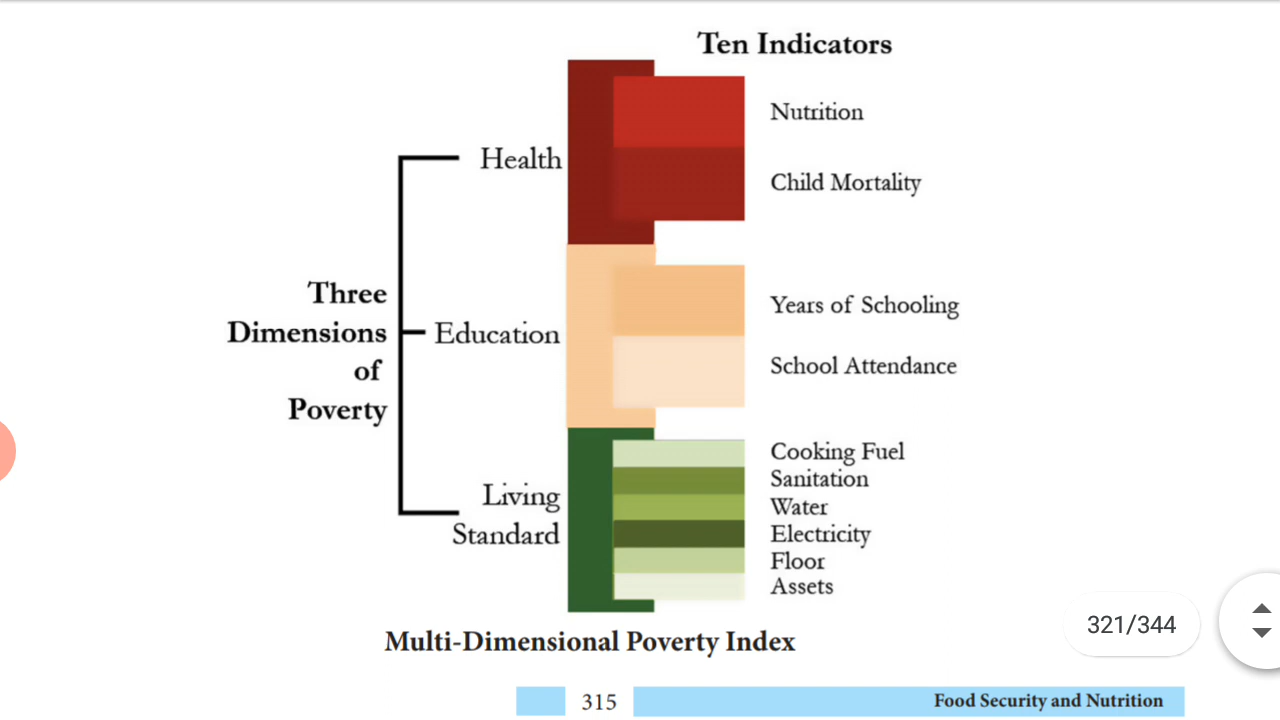 Ten Indicators
Nutrition
Health
Child Mortality
Three
Dimensions
of
Poverty
Education
Years of Schooling
School Attendance
Living
Standard
Cooking Fuel
Sanitation
Water
Electricity
Floor
Assets
Multi-Dimensional Poverty Index
321/344
315
Food Security and Nutrition